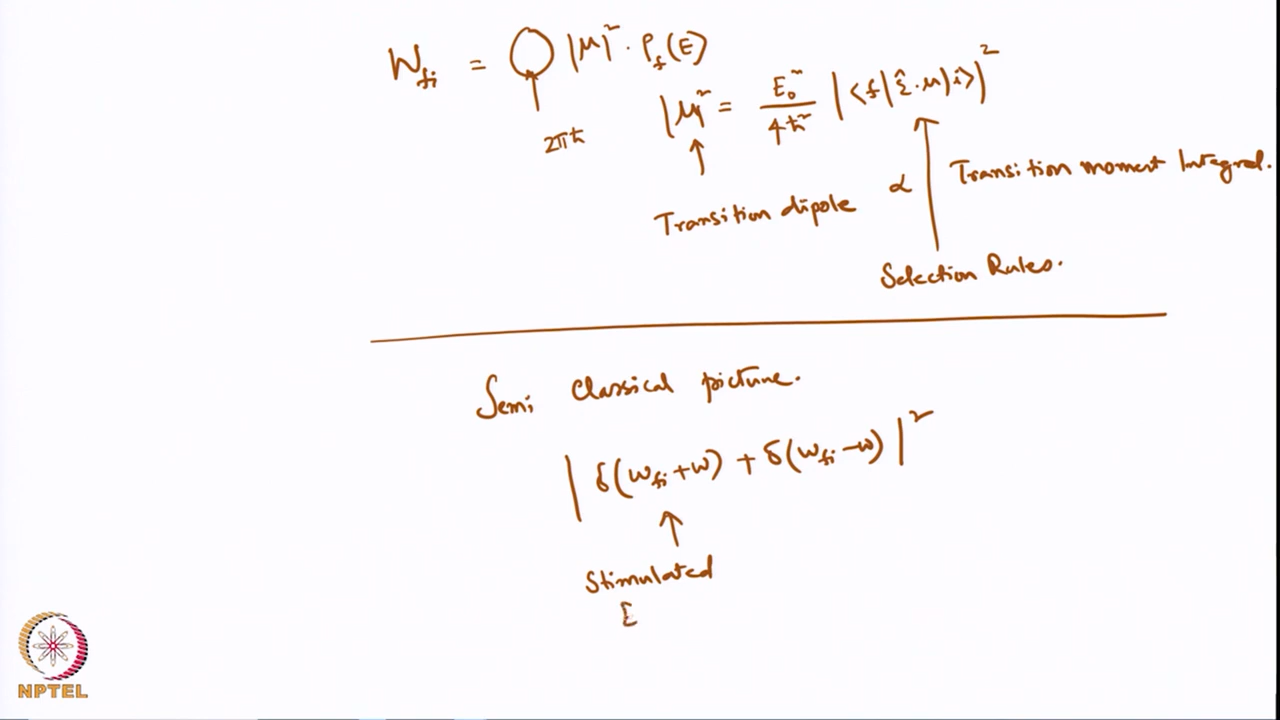 W_fi = ◯ |μ|² · ρ_f(E)
2πħ
|μ|² = E₀² / 4ħ² |<f|ε̂·μ|i>|²
Transition dipole ∝ Transition moment Integral.
Selection Rules.
Semi Classical picture.
| δ(ω_fi+ω) + δ(ω_fi-ω) |²
Stimulated
E
NPTEL